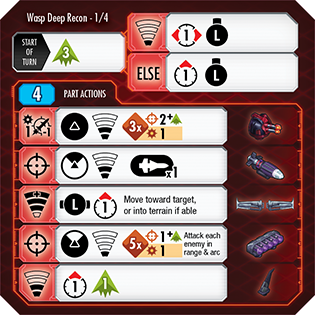 Wasp Deep Recon - 1/4
START
OF
TURN
3
1
L
ELSE
1
L
4
PART ACTIONS
1
3x
2+
1
x1
L
1
Move toward target,
or into terrain if able
5x
1+
1
Attack each
enemy in
range & arc
1
1